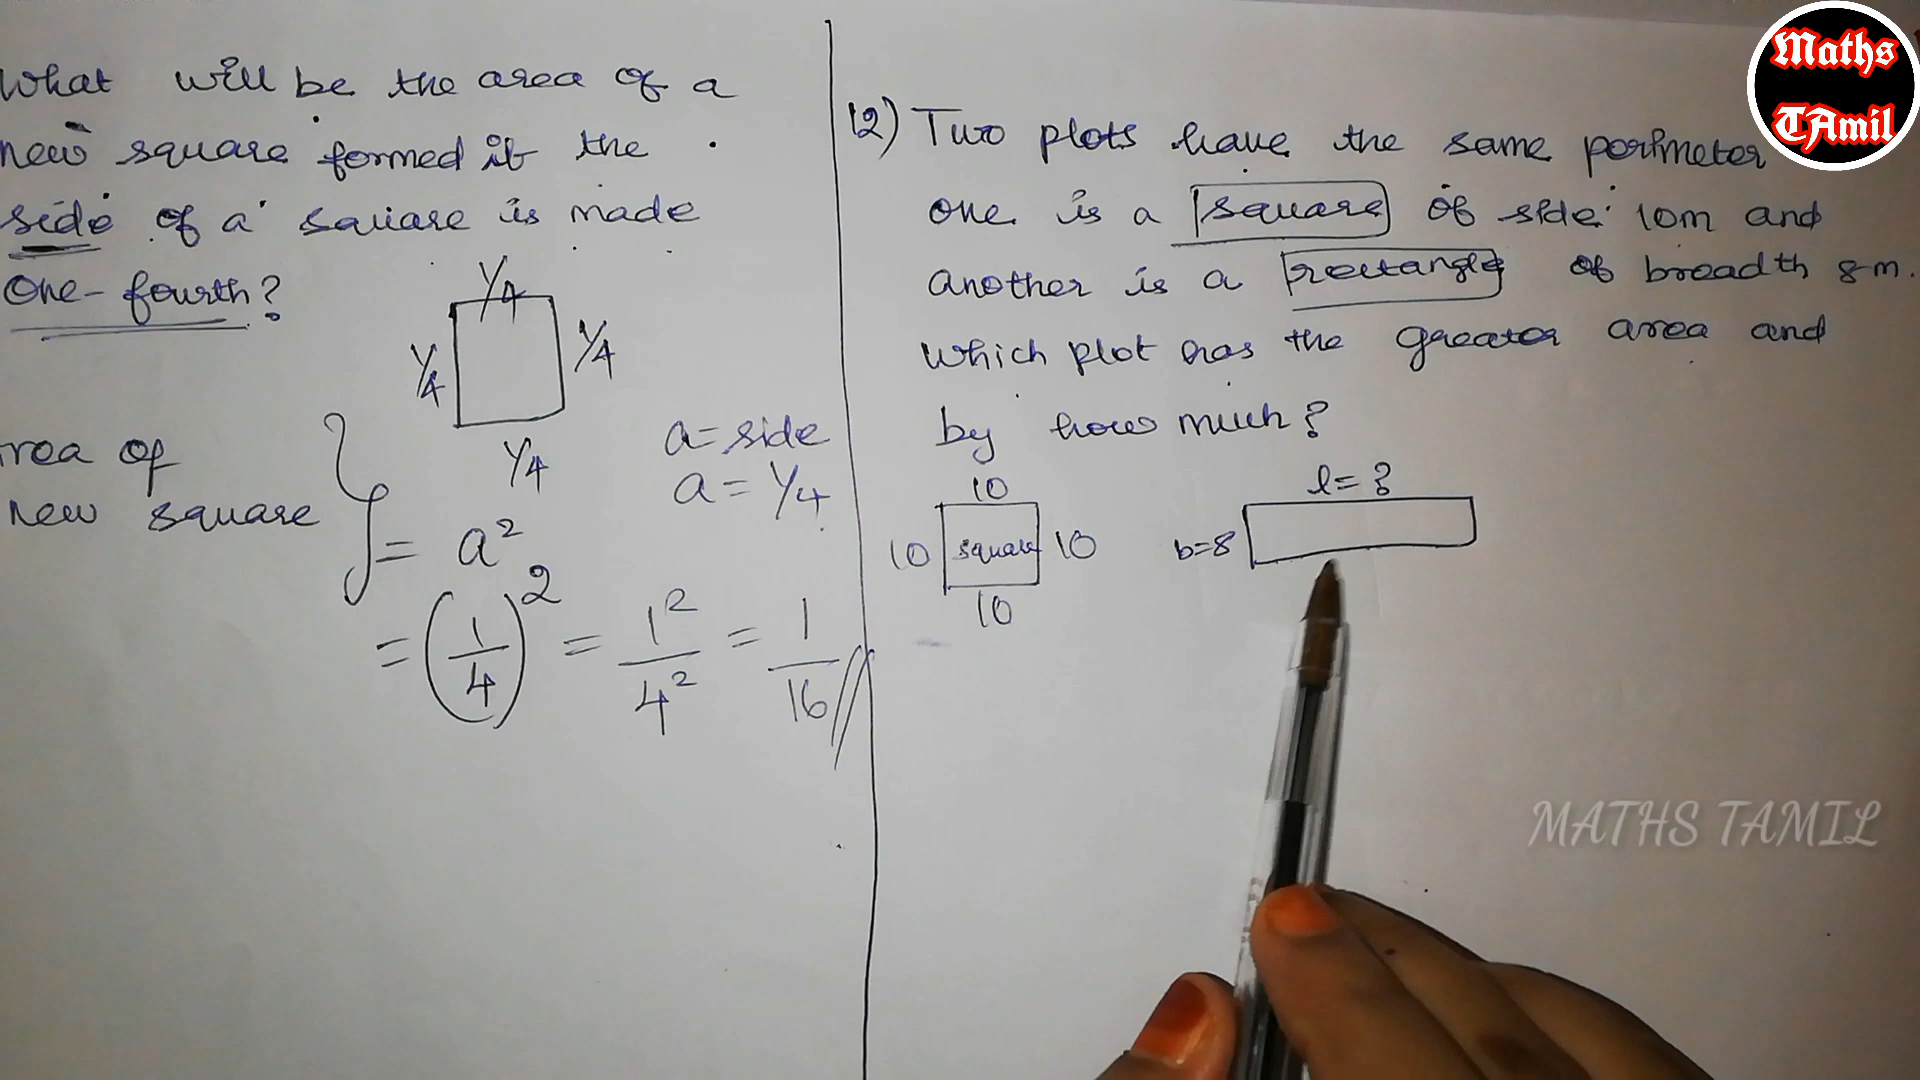 What will be the area of a
new square formed if the
side of a square is made
One-fourth?
1/4
1/4
1/4
1/4
a = side
a = 1/4
rea of
new square
= a²
= (1/4)² = 1²/4² = 1/16
12) Two plots have the same perimeter
one is a square of side 10m and
another is a rectangle of breadth 8m.
which plot has the greater area and
by how much?
10
10 square 10
10
l = ?
b=8
Maths
TAmil
MATHS TAMIL